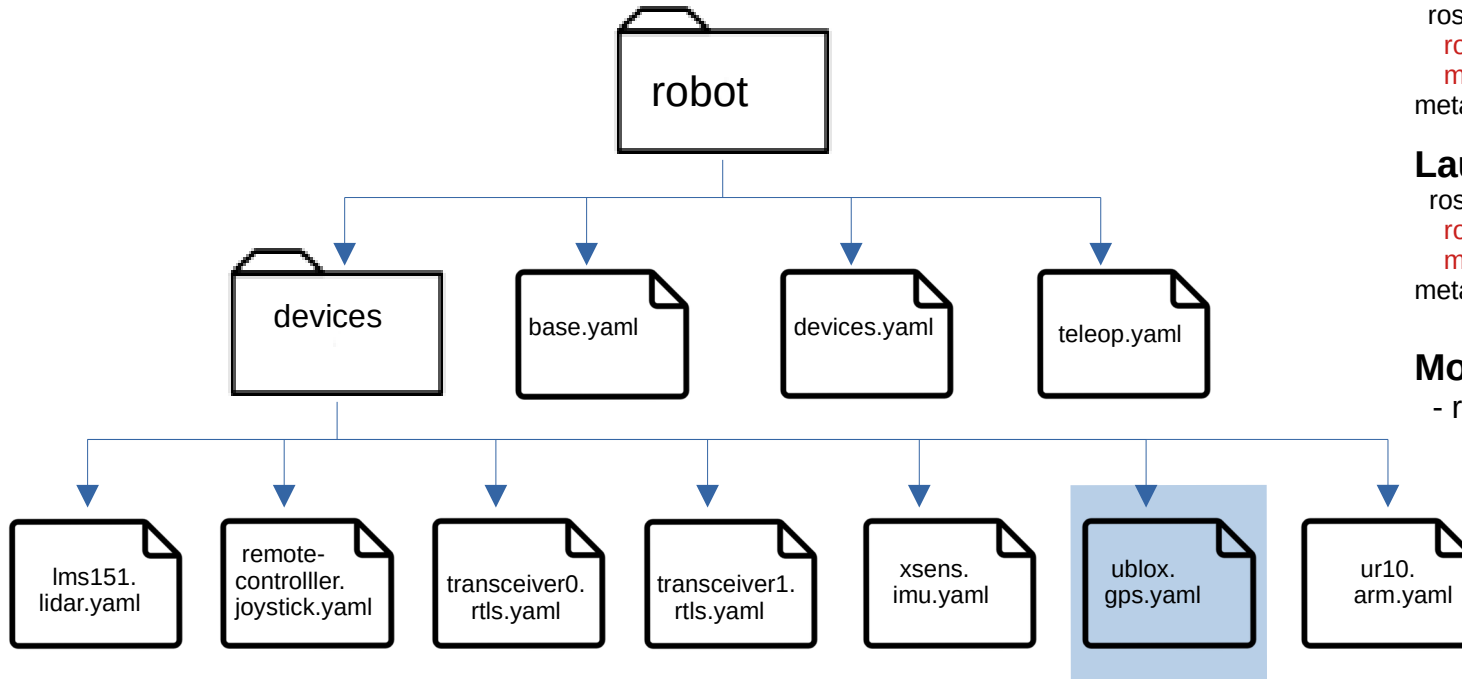 robot
devices
base.yaml
devices.yaml
teleop.yaml
lms151.
lidar.yaml
remote-
controlller.
joystick.yaml
transceiver0.
rtls.yaml
transceiver1.
rtls.yaml
xsens.
imu.yaml
ublox.
gps.yaml
ur10.
arm.yaml